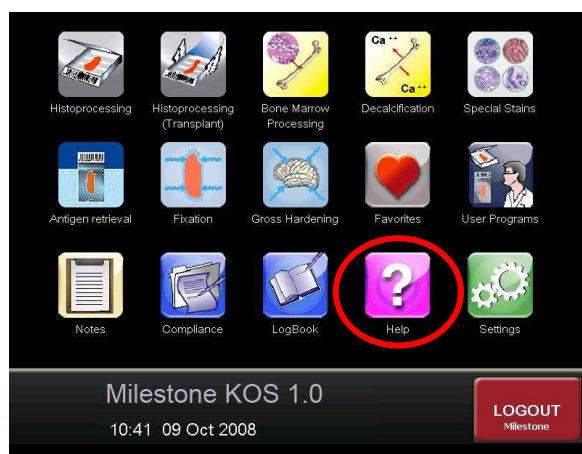 Ca ++
Ca ++
Histoprocessing
Histoprocessing
(Transplant)
Bone Marrow
Processing
Decalcification
Special Stains
Antigen retrieval
Fixation
Gross Hardening
Favorites
User Programs
?
Notes
Compliance
LogBook
Help
Settings
Milestone KOS 1.0
10:41 09 Oct 2008
LOGOUT
Milestone